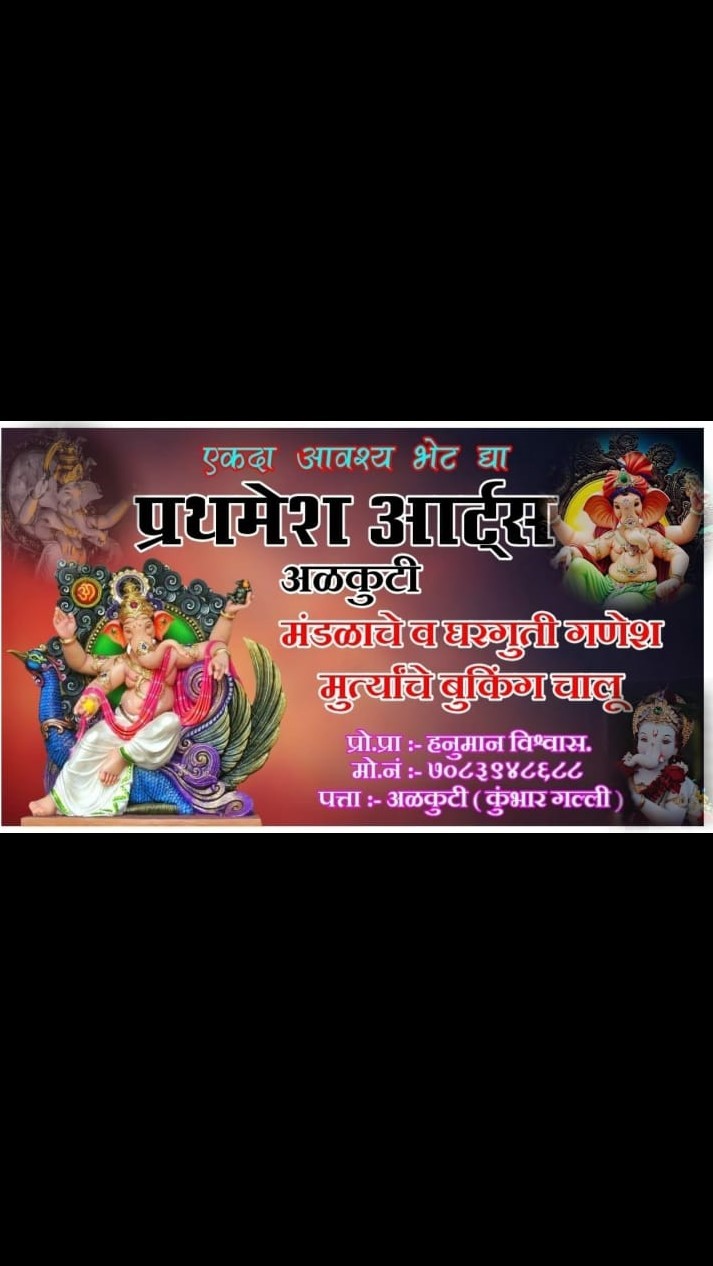 एकदा आवश्य भेट द्या
प्रथमेश आर्ट्स
अळकुटी
मंडळाचे व घरगुती गणेश
मुर्त्यांचे बुकिंग चालू
प्रो.प्रा :- हनुमान विश्वास.
मो.नं :- ७०८३९४८६८८
पत्ता :- अळकुटी ( कुंभार गल्ली )
ॐ